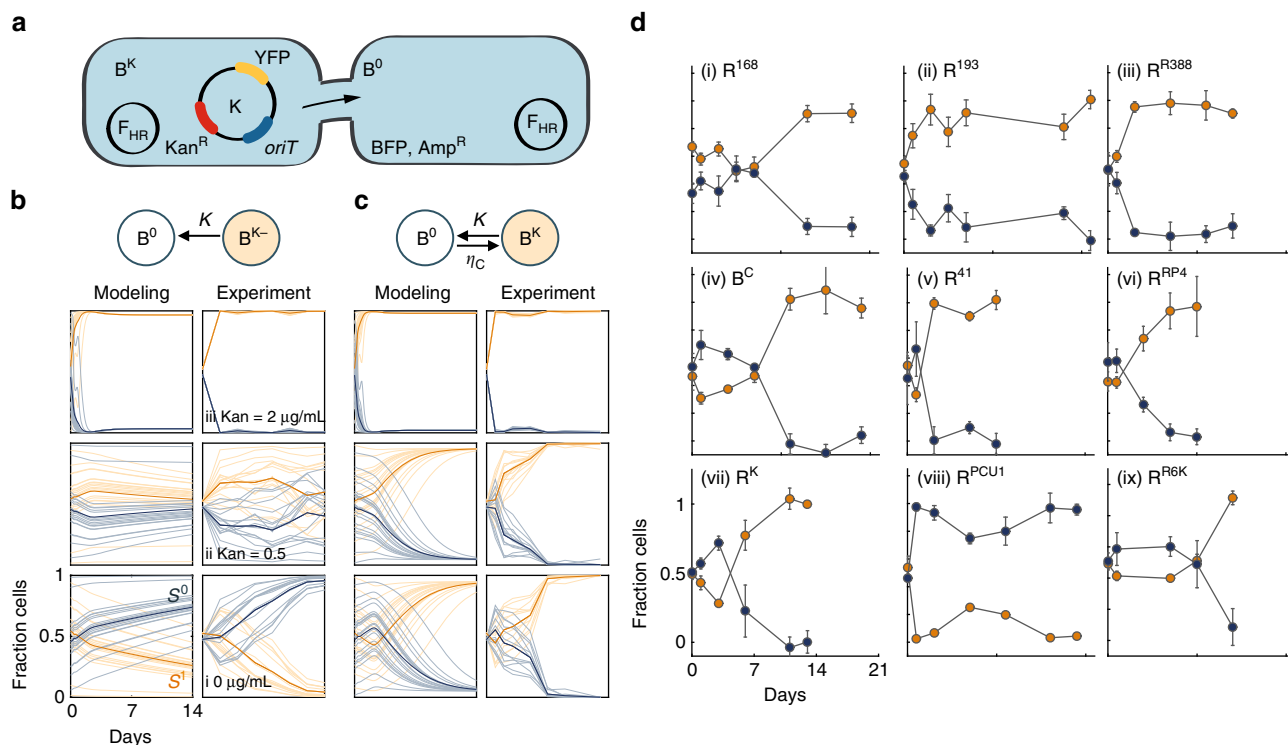 a
B^K
YFP
K
F_HR
Kan^R
oriT
B^0
F_HR
BFP, Amp^R
b
B^0
K
B^K–
c
B^0
K
η_C
B^K
Modeling
Experiment
Modeling
Experiment
iii Kan = 2 μg/mL
ii Kan = 0.5
S^0
S^1
i 0 μg/mL
1
0.5
0
Fraction cells
0
7
14
Days
d
(i) R^168
(ii) R^193
(iii) R^R388
(iv) B^C
(v) R^41
(vi) R^RP4
(vii) R^K
(viii) R^PCU1
(ix) R^R6K
1
0.5
0
Fraction cells
0
7
14
21
Days